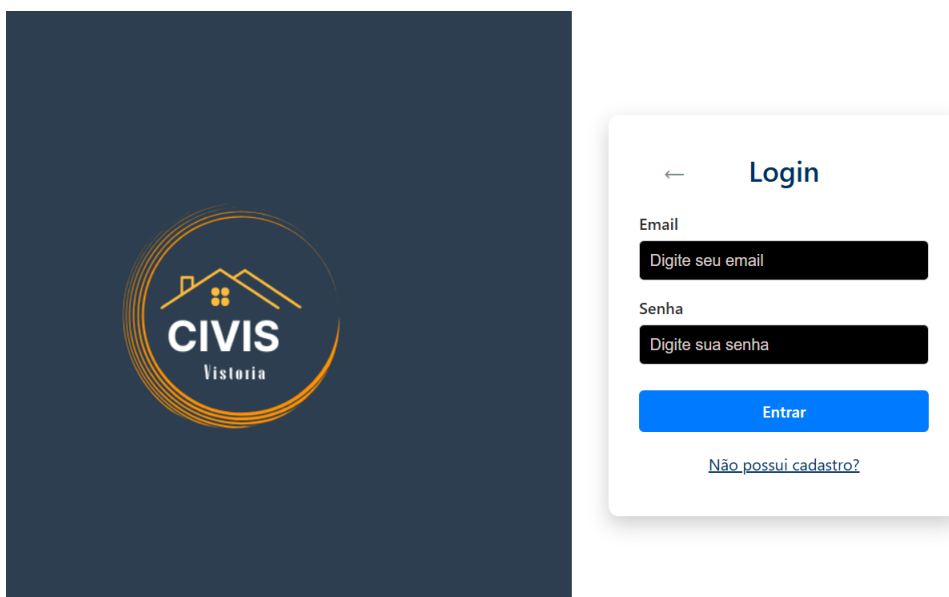 CIVIS
Vistoria
← Login
Email
Digite seu email
Senha
Digite sua senha
Entrar
Não possui cadastro?